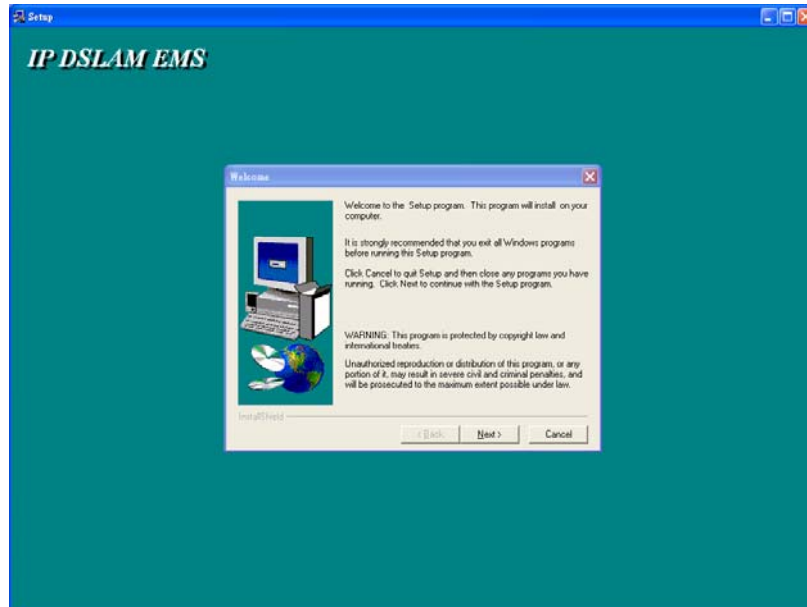 Setup
IP DSLAM EMS
Welcome
Welcome to the Setup program. This program will install on your
computer.
It is strongly recommended that you exit all Windows programs
before running this Setup program.
Click Cancel to quit Setup and then close any programs you have
running. Click Next to continue with the Setup program.
WARNING: This program is protected by copyright law and
international treaties.
Unauthorized reproduction or distribution of this program, or any
portion of it, may result in severe civil and criminal penalties, and
will be prosecuted to the maximum extent possible under law.
InstallShield
< Back
Next >
Cancel